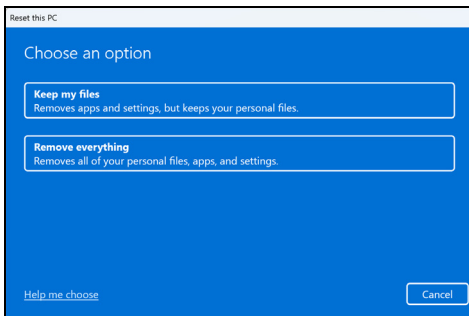 Reset this PC
Choose an option
Keep my files
Removes apps and settings, but keeps your personal files.
Remove everything
Removes all of your personal files, apps, and settings.
Help me choose
Cancel